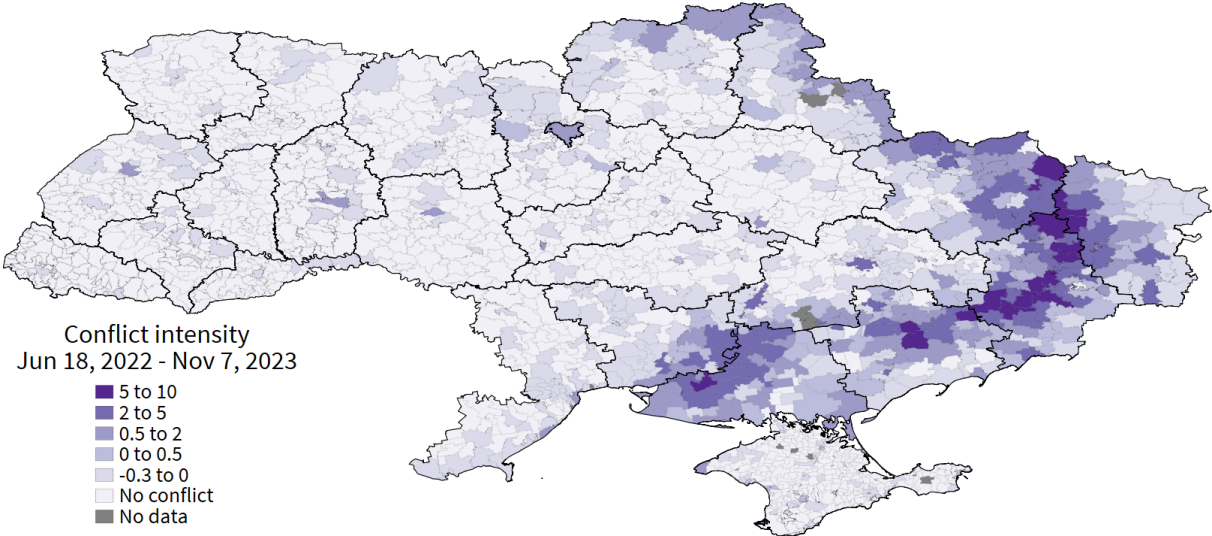 Conflict intensity
Jun 18, 2022 - Nov 7, 2023
5 to 10
2 to 5
0.5 to 2
0 to 0.5
-0.3 to 0
No conflict
No data